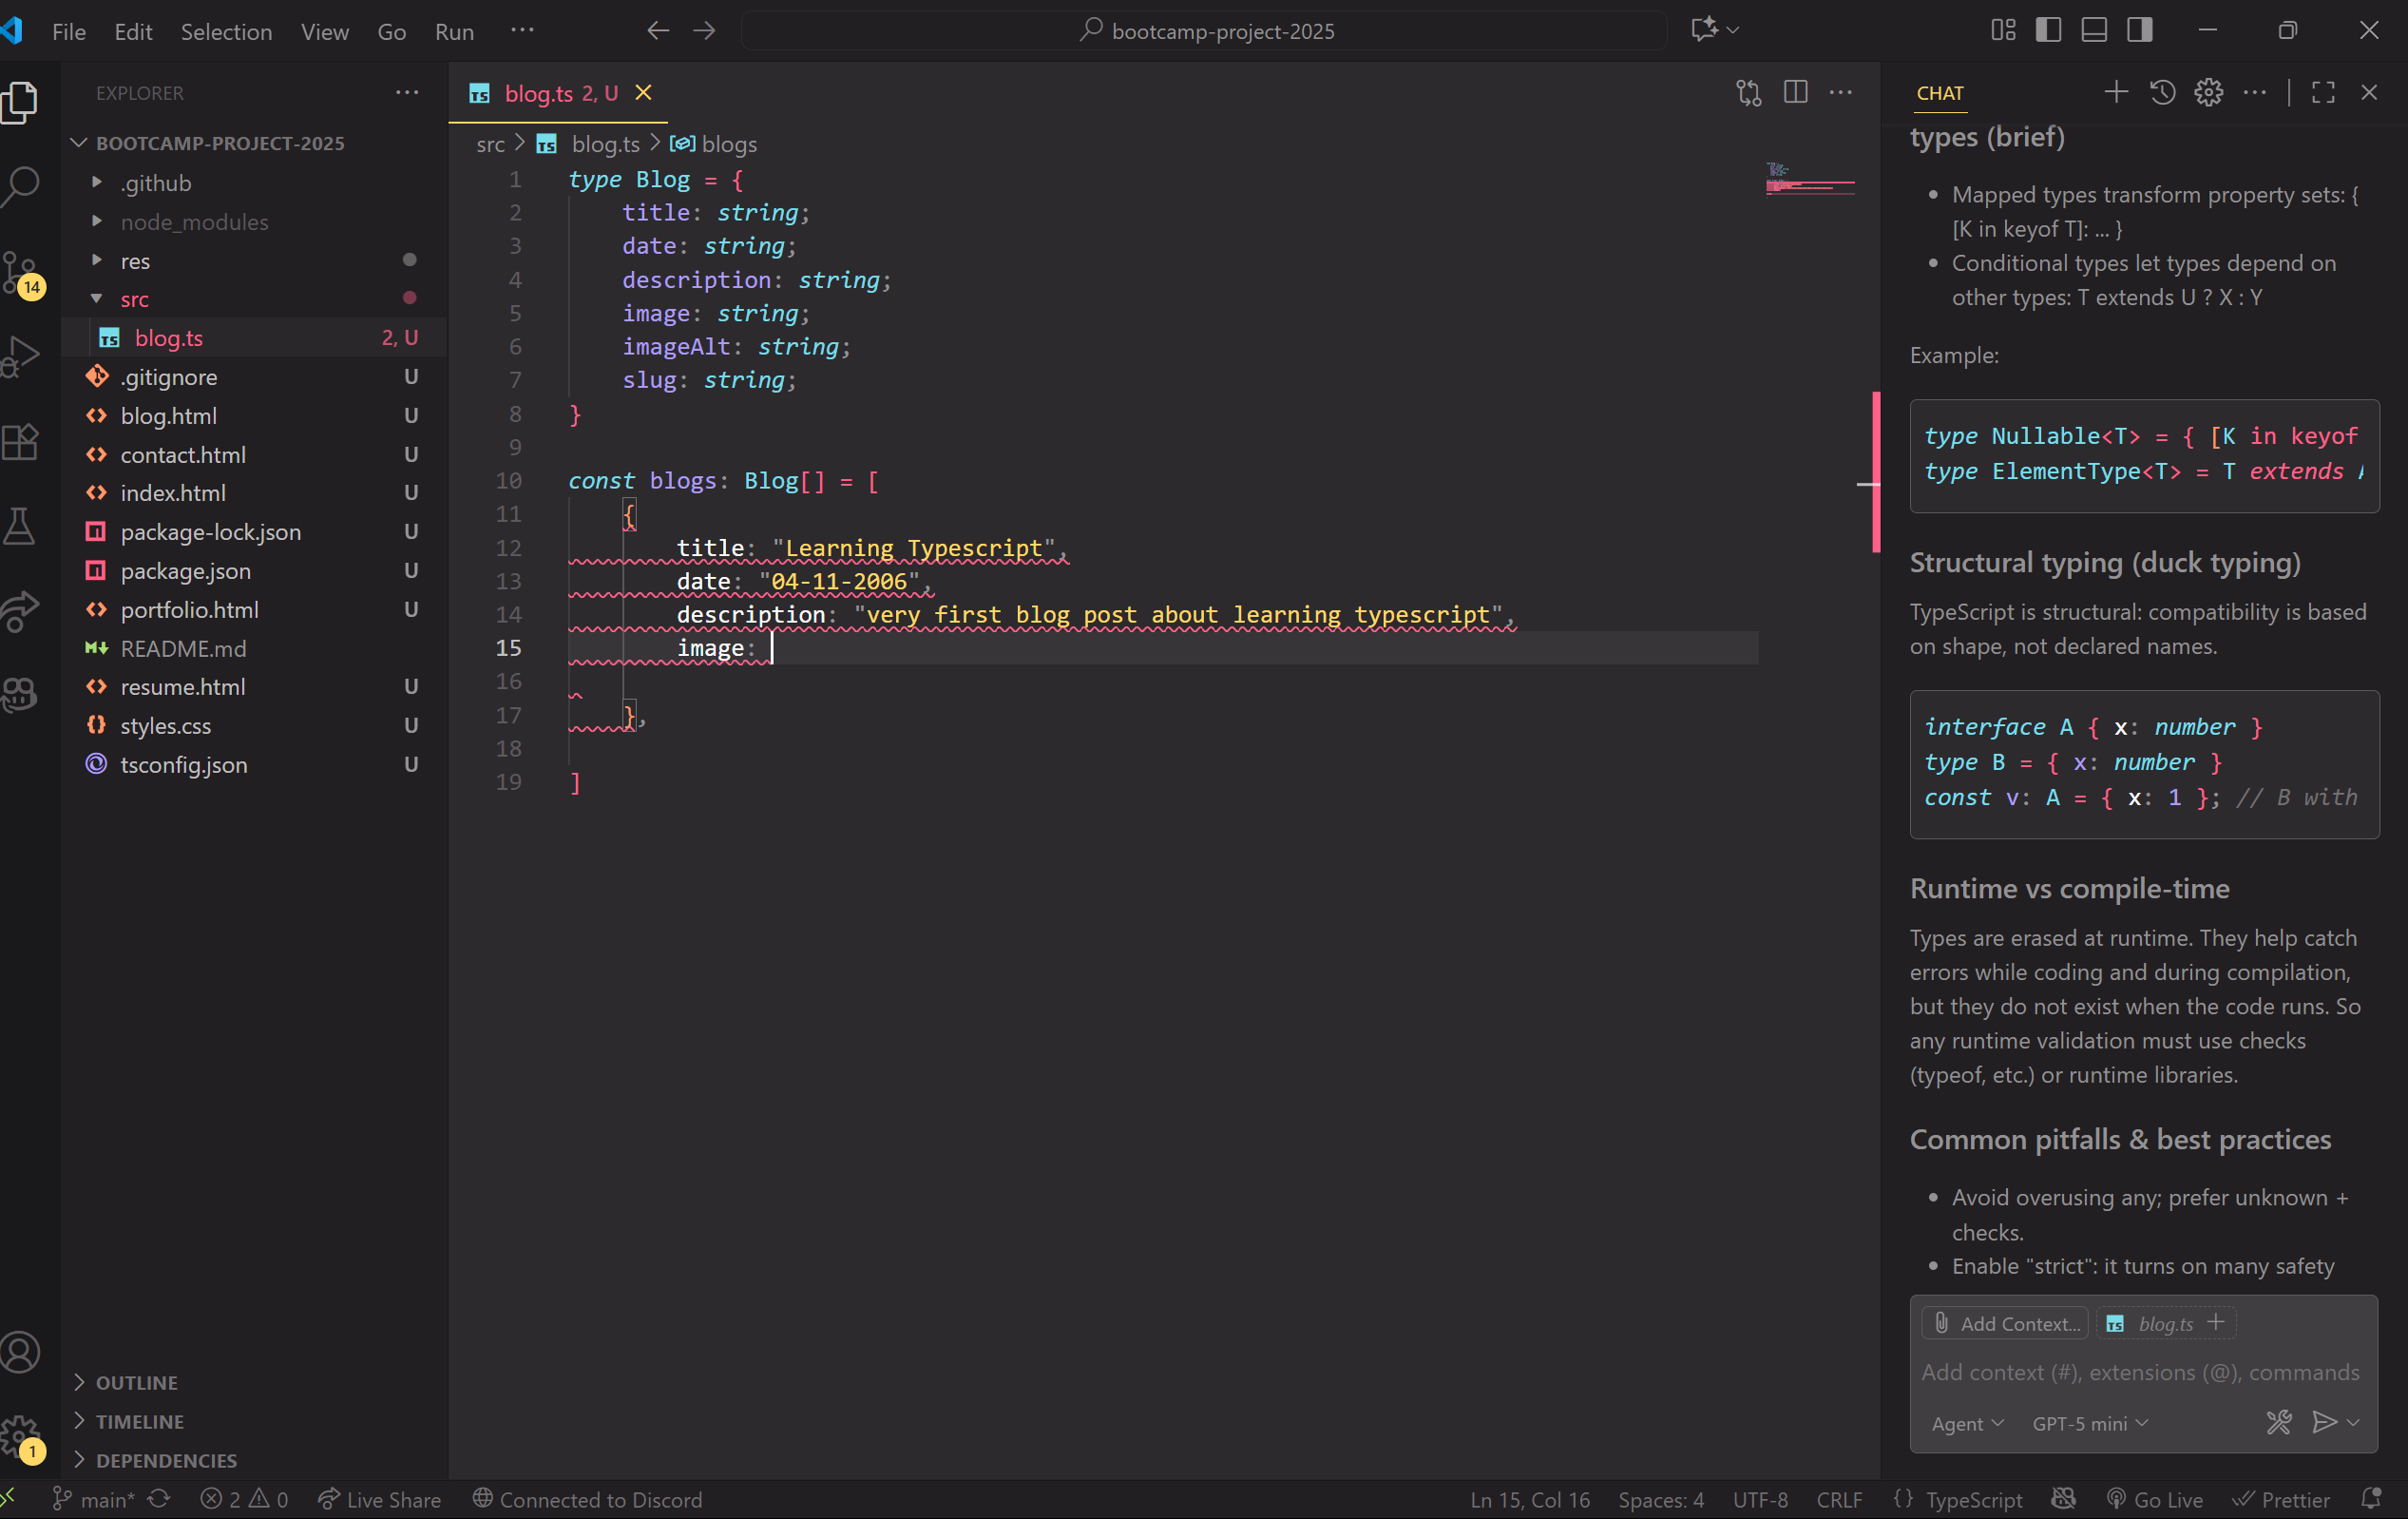 File Edit Selection View Go Run ··· bootcamp-project-2025
EXPLORER ···
BOOTCAMP-PROJECT-2025
.github
node_modules
res
src
blog.ts 2, U
.gitignore U
blog.html U
contact.html U
index.html U
package-lock.json U
package.json U
portfolio.html U
README.md
resume.html U
styles.css U
tsconfig.json U
OUTLINE
TIMELINE
DEPENDENCIES
14
1
blog.ts 2, U
src > blog.ts > blogs
1 type Blog = {
2 title: string;
3 date: string;
4 description: string;
5 image: string;
6 imageAlt: string;
7 slug: string;
8 }
9
10 const blogs: Blog[] = [
11 {
12 title: "Learning Typescript",
13 date: "04-11-2006",
14 description: "very first blog post about learning typescript",
15 image:
16
17 },
18
19 ]
CHAT
types (brief)
• Mapped types transform property sets: {
[K in keyof T]: ... }
• Conditional types let types depend on
other types: T extends U ? X : Y
Example:
type Nullable<T> = { [K in keyof
type ElementType<T> = T extends
Structural typing (duck typing)
TypeScript is structural: compatibility is based
on shape, not declared names.
interface A { x: number }
type B = { x: number }
const v: A = { x: 1 }; // B with
Runtime vs compile-time
Types are erased at runtime. They help catch
errors while coding and during compilation,
but they do not exist when the code runs. So
any runtime validation must use checks
(typeof, etc.) or runtime libraries.
Common pitfalls & best practices
• Avoid overusing any; prefer unknown +
checks.
• Enable "strict": it turns on many safety
Add Context... blog.ts
Add context (#), extensions (@), commands
Agent GPT-5 mini
main* 2 0 Live Share Connected to Discord Ln 15, Col 16 Spaces: 4 UTF-8 CRLF {} TypeScript Go Live Prettier